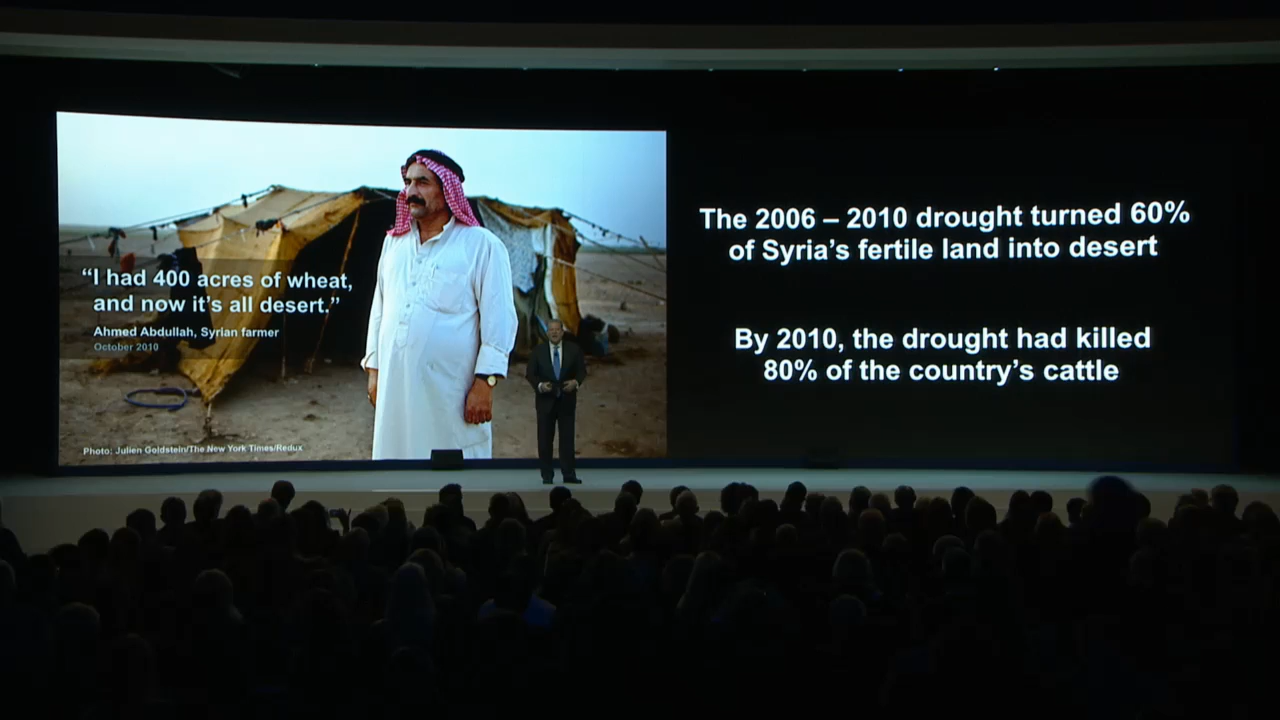 “I had 400 acres of wheat,
and now it’s all desert.”
Ahmed Abdullah, Syrian farmer
October 2010
Photo: Julien Goldstein/The New York Times/Redux
The 2006 – 2010 drought turned 60%
of Syria’s fertile land into desert
By 2010, the drought had killed
80% of the country’s cattle